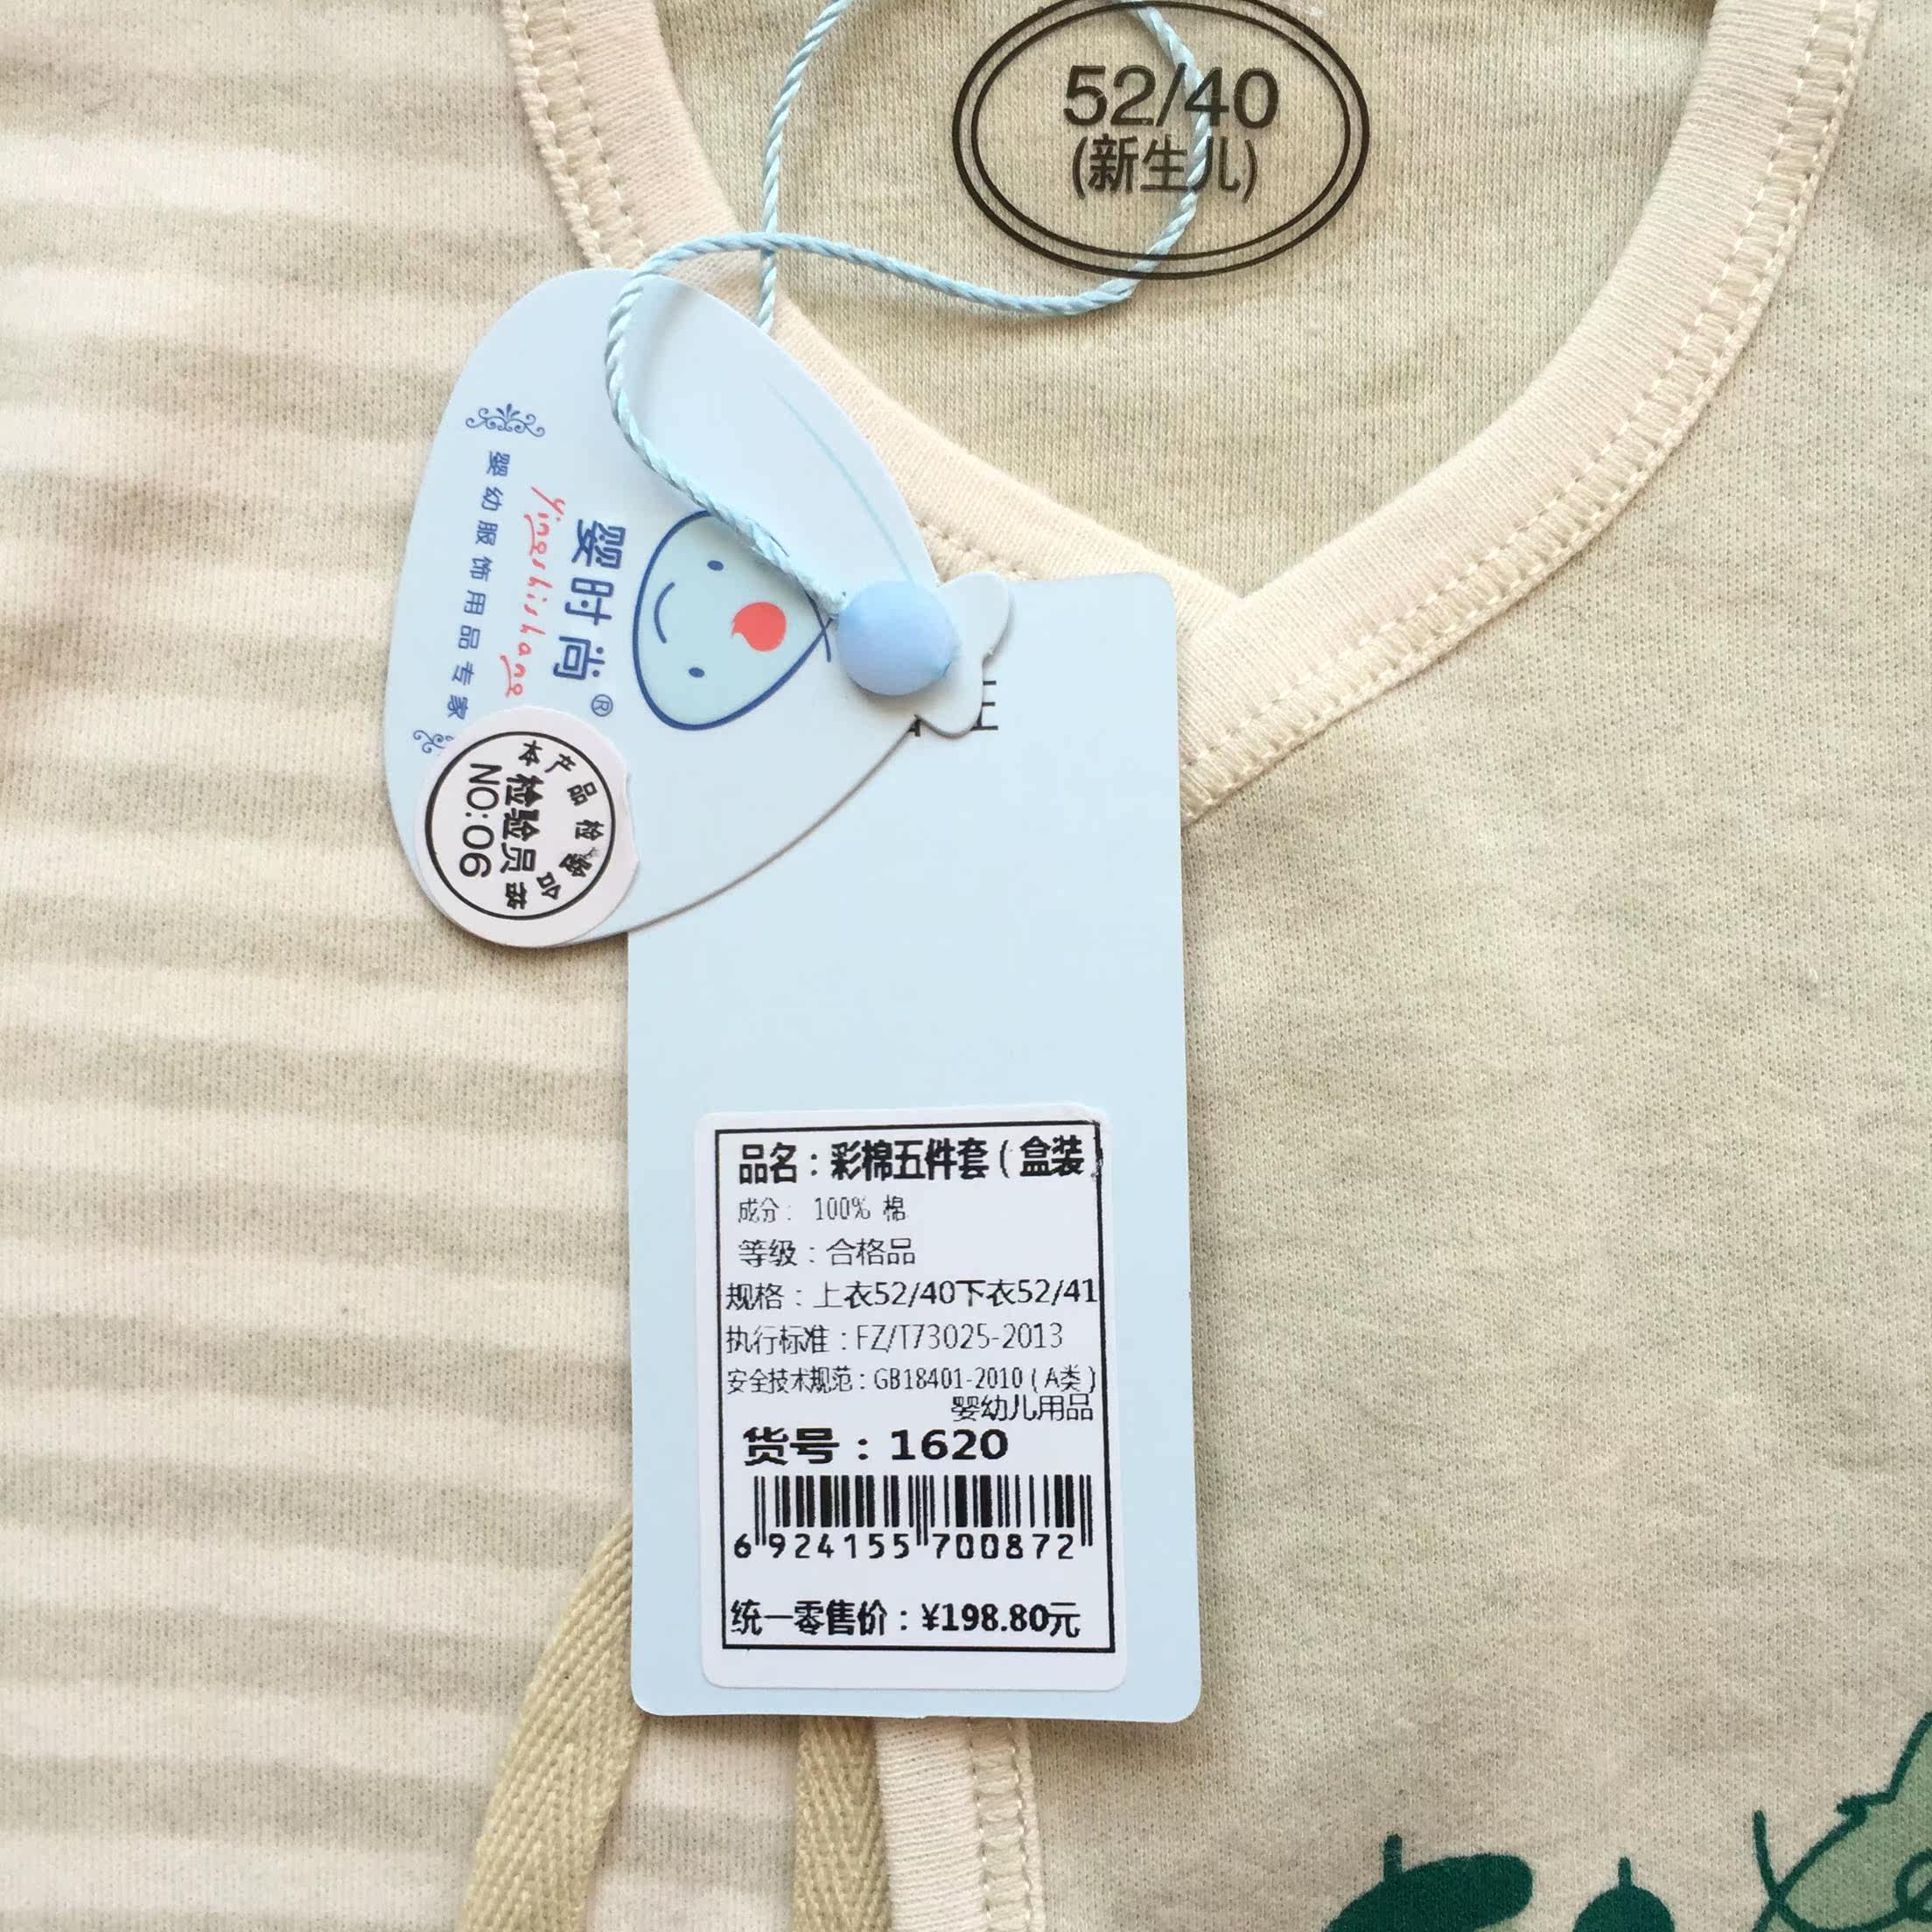 52/40
(新生儿)
婴时尚®
Yingshishang
婴幼服饰用品专家
本产品检验合格
检验员
NO:06
品名：彩棉五件套（盒装）
成分： 100% 棉
等级：合格品
规格：上衣52/40下衣52/41
执行标准：FZ/T73025-2013
安全技术规范：GB18401-2010（A类）
婴幼儿用品
货号：1620
6924155700872
统一零售价：¥198.80元